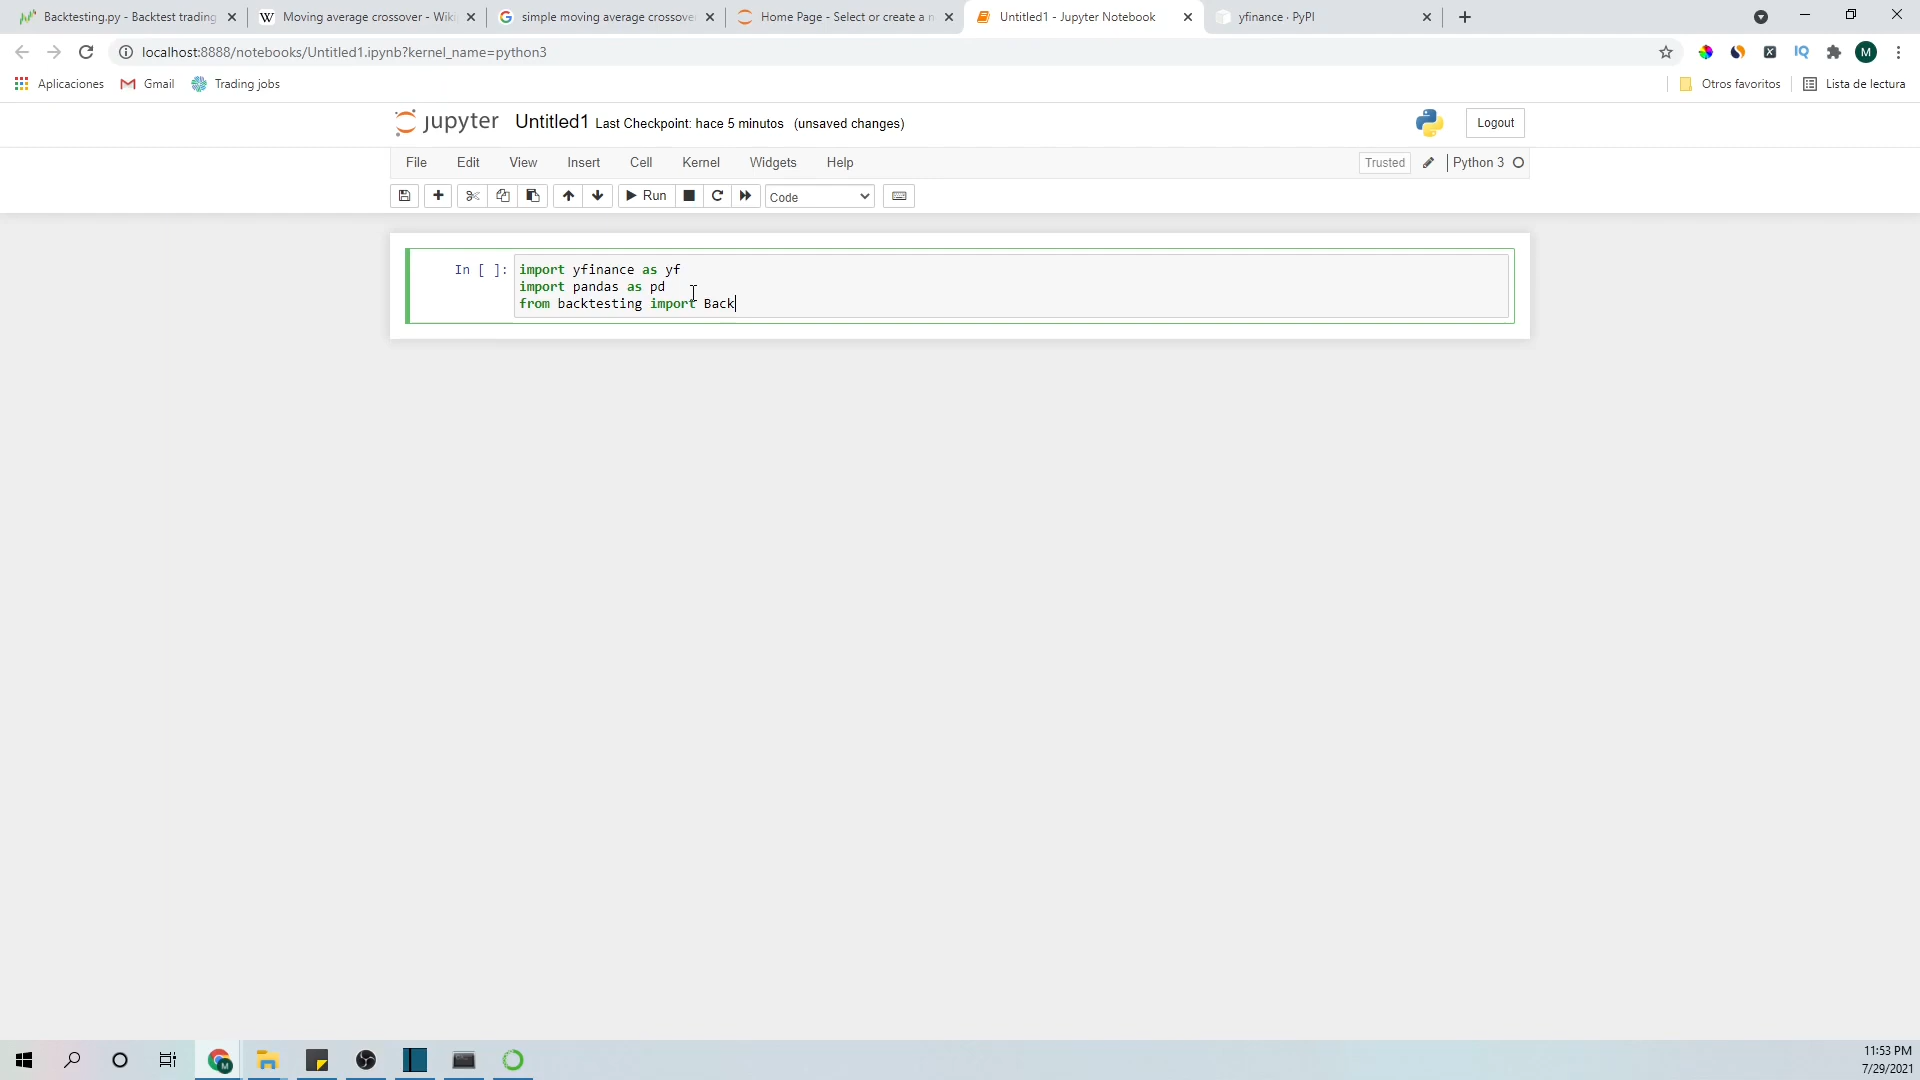 Backtesting.py - Backtest trading
Moving average crossover - Wiki
simple moving average crossove
Home Page - Select or create a n
Untitled1 - Jupyter Notebook
yfinance · PyPI
localhost:8888/notebooks/Untitled1.ipynb?kernel_name=python3
M
Aplicaciones
Gmail
Trading jobs
Otros favoritos
Lista de lectura
jupyter Untitled1 Last Checkpoint: hace 5 minutos (unsaved changes)
Logout
File Edit View Insert Cell Kernel Widgets Help
Trusted
Python 3
Run
Code
In [ ]:
import yfinance as yf
import pandas as pd
from backtesting import Back
11:53 PM
7/29/2021